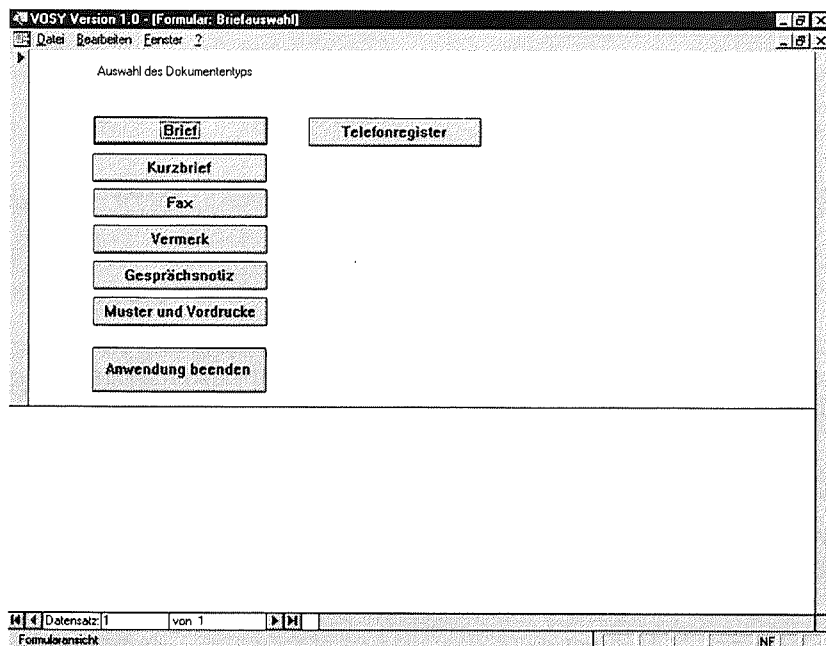 VOSY Version 1.0 - [Formular: Briefauswahl]
Datei Bearbeiten Fenster ?
Auswahl des Dokumententyps
Brief
Telefonregister
Kurzbrief
Fax
Vermerk
Gesprächsnotiz
Muster und Vordrucke
Anwendung beenden
Datensatz: 1 von 1
Formularansicht NF